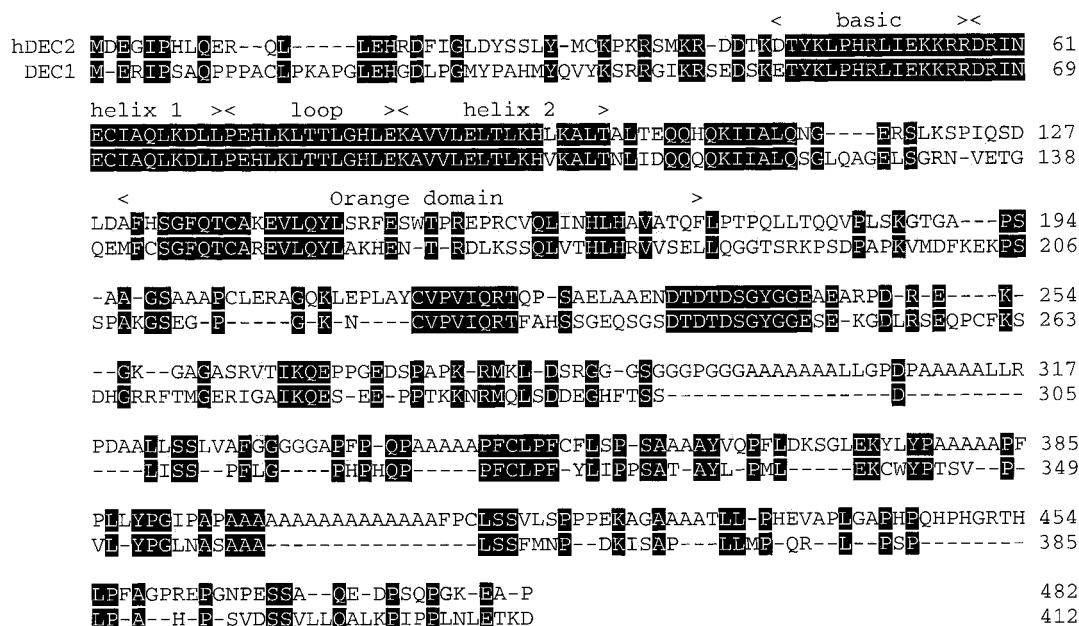 < basic ><
hDEC2 MDEGIPHLQER--QL-----LEHRDFIGLDYSSLY-MCKPKRSMKR-DDTKDTYKLPHRLIEKKRRDRIN 61
DEC1 M-ERIPSAQPPPACLPKAPGLEHGDLPGMYPAHMYQVYKSRRGIKRSEDSKETYKLPHRLIEKKRRDRIN 69
helix 1 >< loop >< helix 2 >
ECIAQLKDLLPEHLKLTTLGHLEKAVVLELTLKHLKALTALTEQQHQKIIALQNG----ERSLKSPIQSD 127
ECIAQLKDLLPEHLKLTTLGHLEKAVVLELTLKHVKALTNLIDQQQQKIIALQSGLQAGELSGRN-VETG 138
< Orange domain >
LDAFHSGFQTCAKEVLQYLSRFESWTPREPRCVQLINHLHAVATQFLPTPQLLTQQVPLSKGTGA---PS 194
QEMFCSGFQTCAREVLQYLAKHEN-T-RDLKSSQLVTHLHRVVSELLQGGTSRKPSDPAPKVMDFKEKPS 206
-AA-GSAAAPCLERAGQKLEPLAYCVPVIQRTQP-SAELAAENDTDTDSGYGGEAEARPD-R-E----K- 254
SPAKGSEG-P-----G-K-N----CVPVIQRTFAHSSGEQSGSDTDTDSGYGGESE-KGDLRSEQPCFKS 263
--GK--GAGASRVTIKQEPPGEDSPAPK-RMKL-DSRGG-GSGGGPGGGAAAAAAALLGPDPAAAAALLR 317
DHGRRFTMGERIGAIKQES-EE-PPTKKNRMQLSDDEGHFTSS-----------------D--------- 305
PDAALLSSLVAFGGGGGAPFP-QPAAAAAPFCLPFCFLSP-SAAAAYVQPFLDKSGLEKYLYPAAAAAPF 385
----LISS--PFLG----PHPHQP-----PFCLPF-YLIPPSAT-AYL-PML-----EKCWYPTSV--P- 349
PLLYPGIPAPAAAAAAAAAAAAAAAFPCLSSVLSPPPEKAGAAAATLL-PHEVAPLGAPHPQHPHGRTH 454
VL-YPGLNASAAA----------------LSSFMNP--DKISAP---LLMP-QR--L--PSP-------- 385
LPFAGPREPGNPESSA--QE-DPSQPGK-EA-P 482
LP-A--H-P-SVDSSVLLQALKPIPPLNLETKD 412